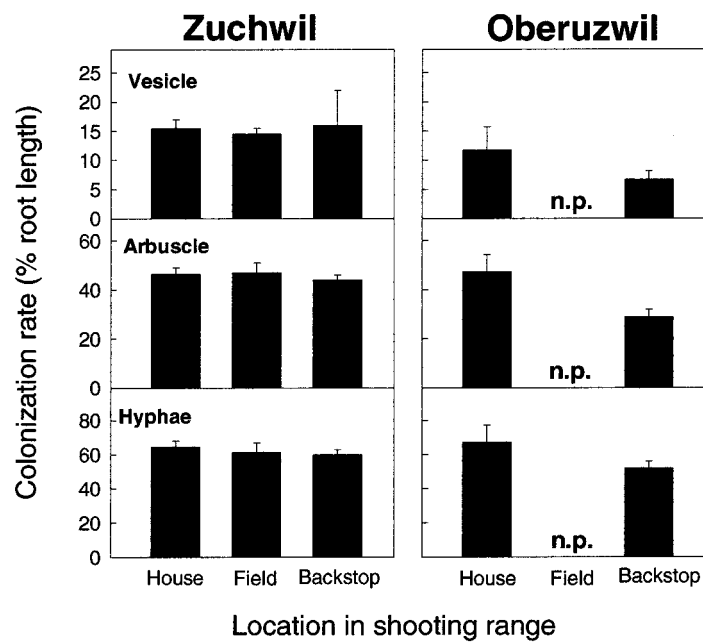 Zuchwil Oberuzwil
Colonization rate (% root length)
Vesicle
25
20
15
10
5
0
n.p.
Arbuscle
60
40
20
0
n.p.
Hyphae
80
60
40
20
0
n.p.
House Field Backstop House Field Backstop
Location in shooting range